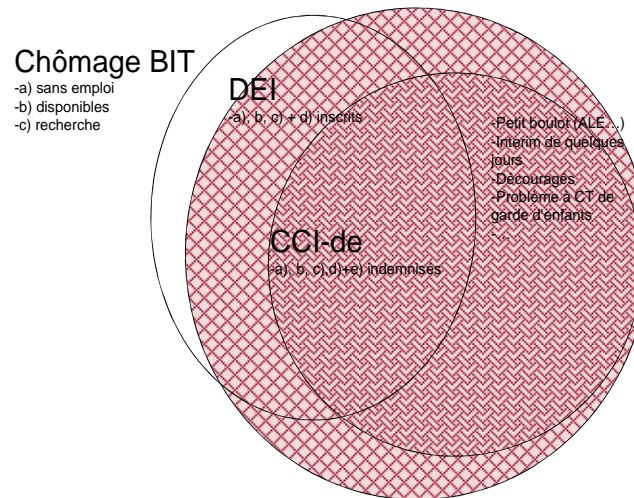 Chômage BIT
-a) sans emploi
-b) disponibles
-c) recherche
DEI
-a), b, c) + d) inscrits
-Petit boulot (ALE…)
-Interim de quelques
jours
-Découragés
-Problème à CT de
garde d'enfants
-…
CCI-de
-a), b, c),d)+e) indemnisés